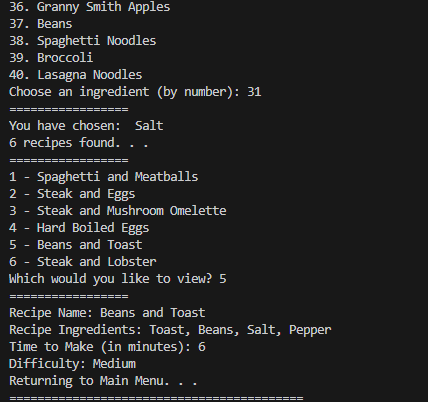 36. Granny Smith Apples
37. Beans
38. Spaghetti Noodles
39. Broccoli
40. Lasagna Noodles
Choose an ingredient (by number): 31
=================
You have chosen:  Salt
6 recipes found. . .
=================
1 - Spaghetti and Meatballs
2 - Steak and Eggs
3 - Steak and Mushroom Omelette
4 - Hard Boiled Eggs
5 - Beans and Toast
6 - Steak and Lobster
Which would you like to view? 5
=================
Recipe Name: Beans and Toast
Recipe Ingredients: Toast, Beans, Salt, Pepper
Time to Make (in minutes): 6
Difficulty: Medium
Returning to Main Menu. . .
==========================================